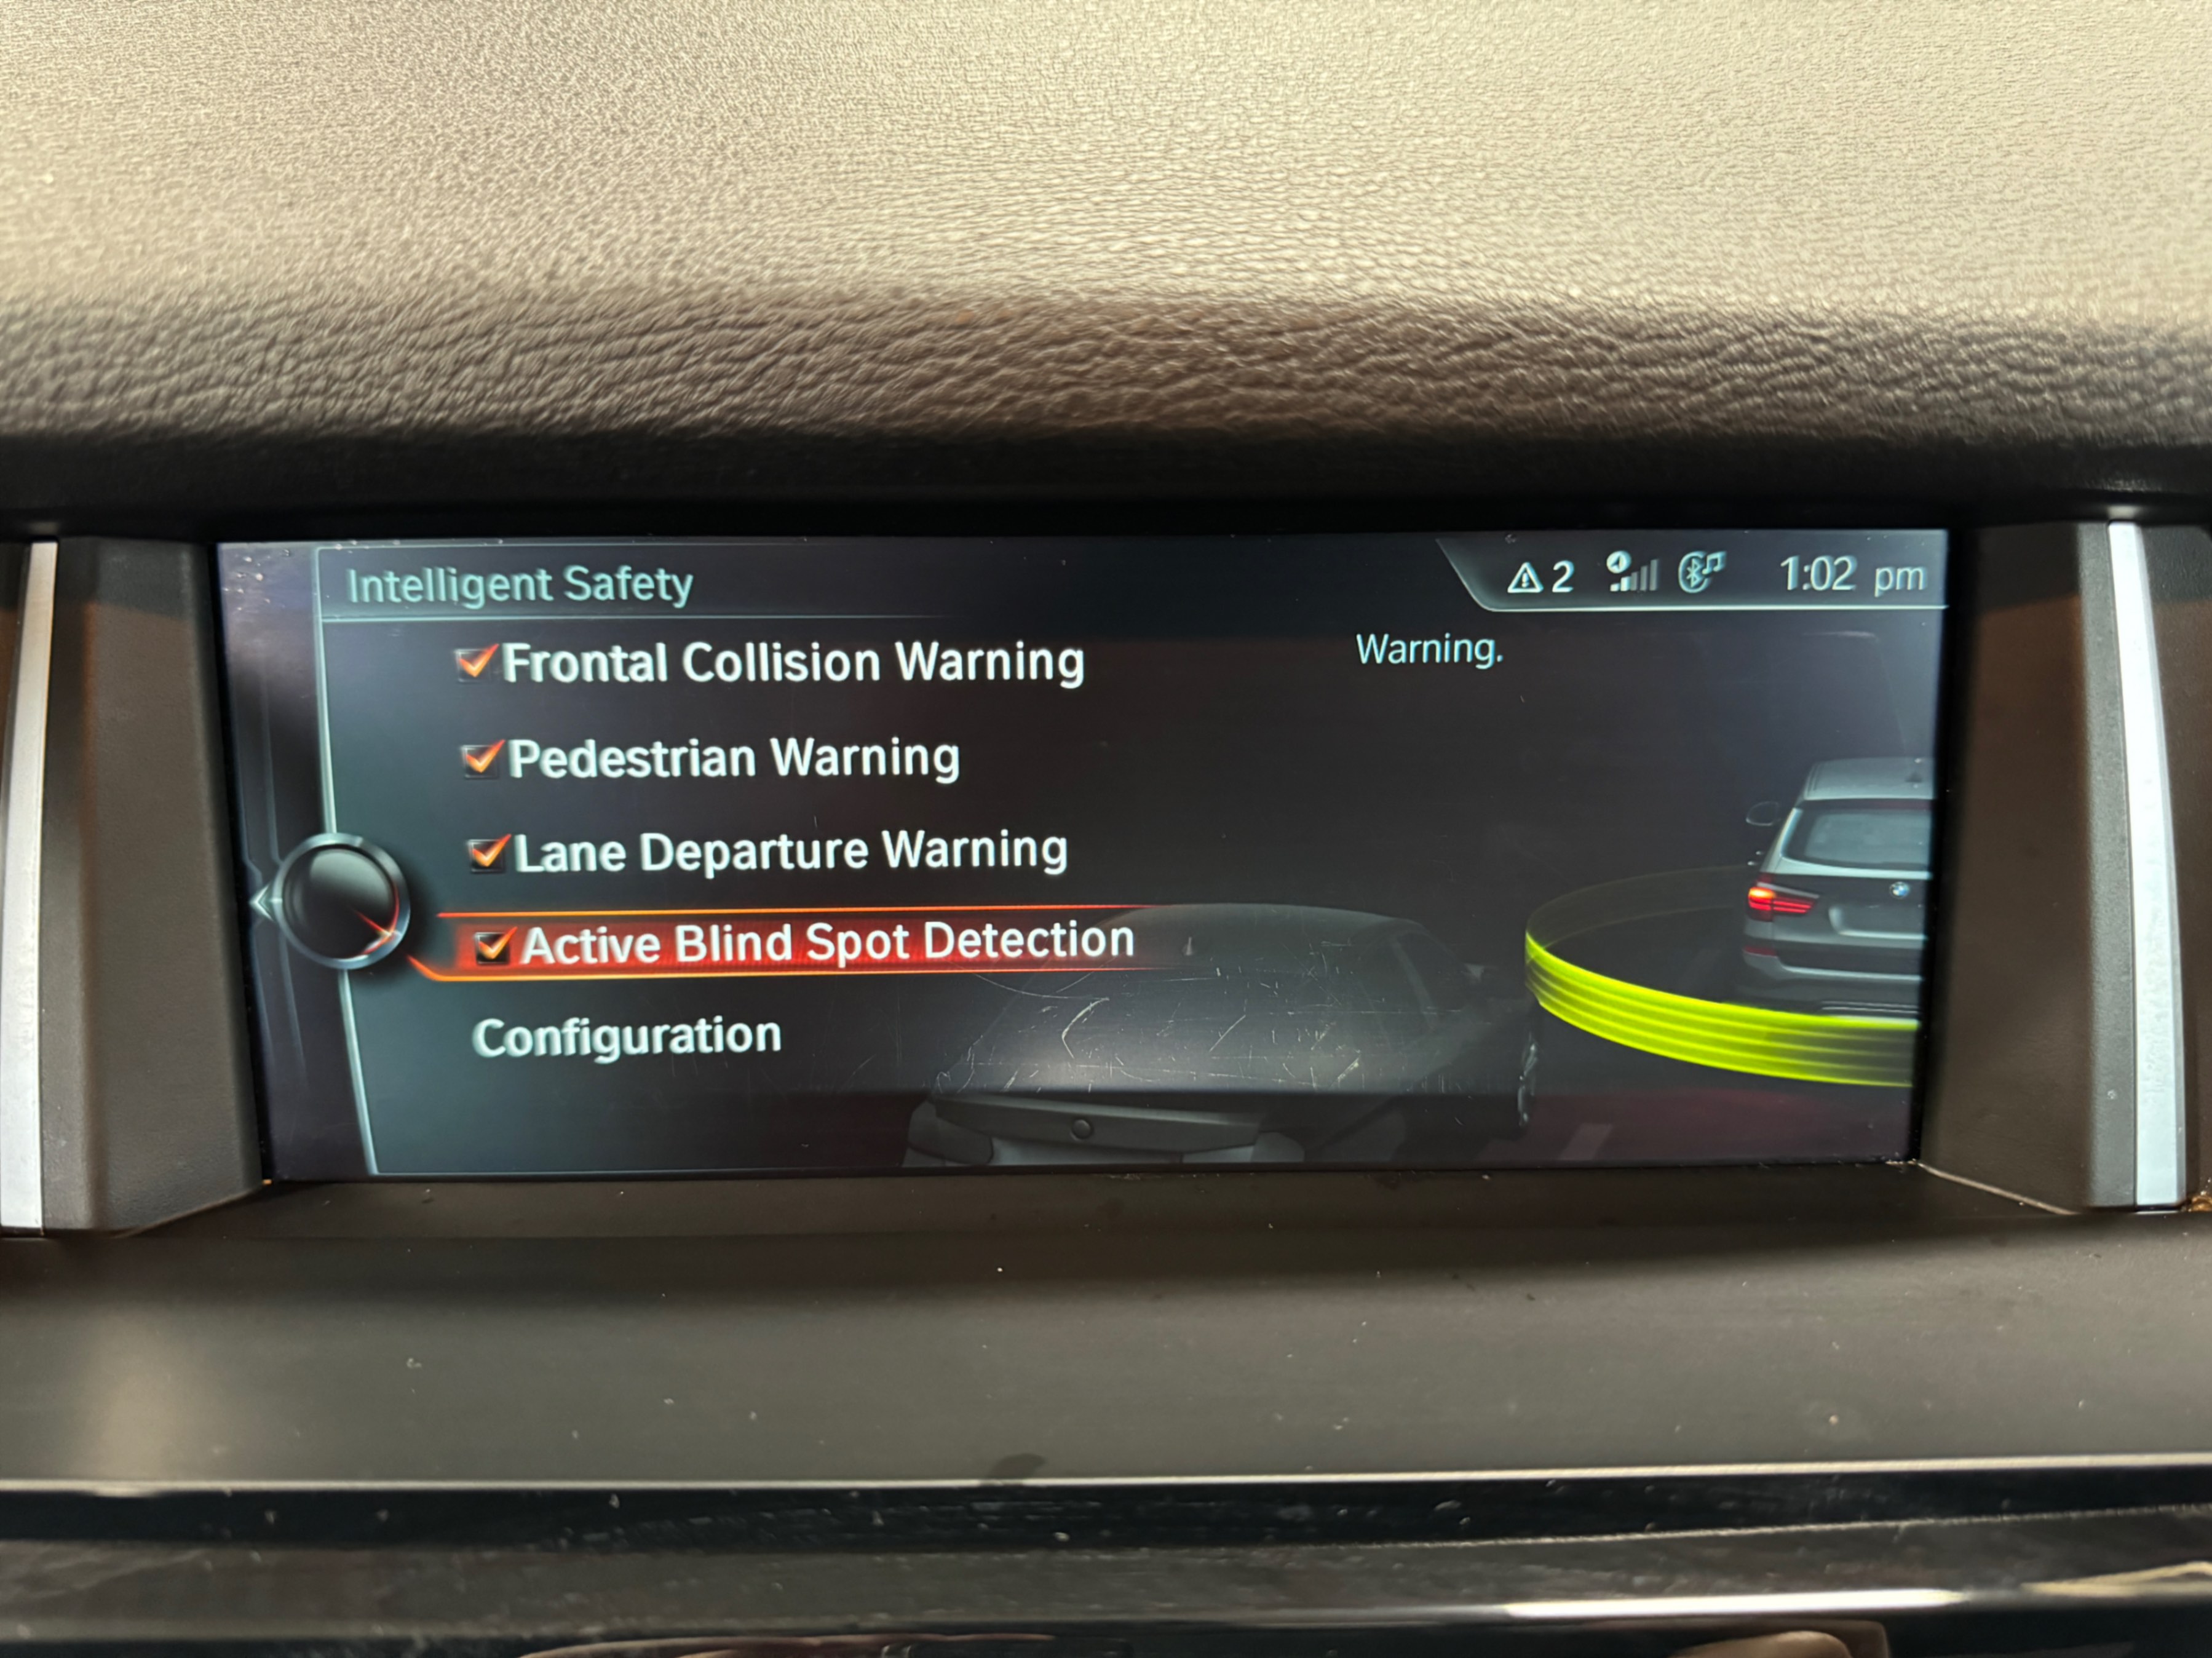 Intelligent Safety
2
1:02 pm
Frontal Collision Warning
Warning.
Pedestrian Warning
Lane Departure Warning
Active Blind Spot Detection
Configuration